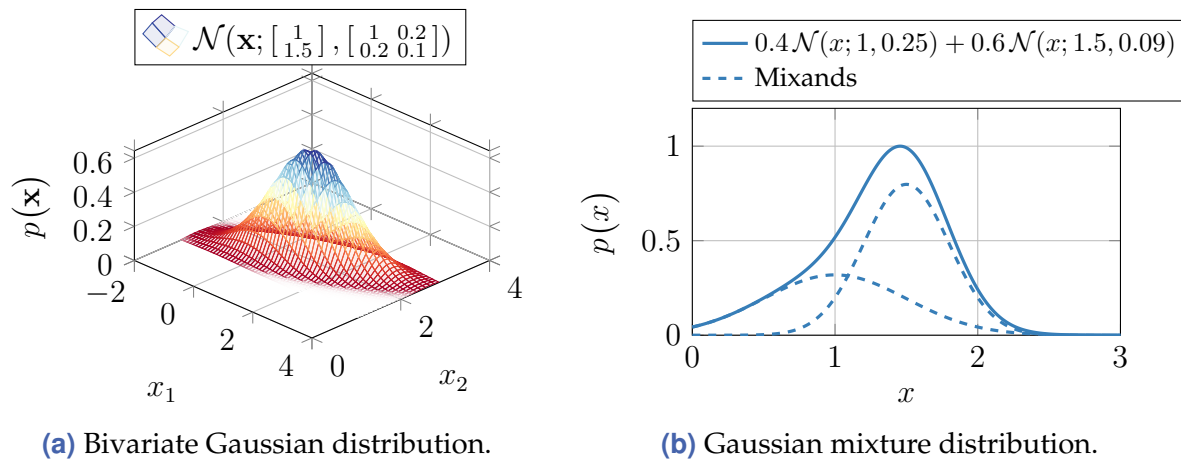 𝒩(x; [1 1.5], [1 0.2 0.2 0.1])
0.6
0.4
0.2
0
p(x)
−2
0
2
4
x₁
0
2
4
x₂
(a) Bivariate Gaussian distribution.
0.4 𝒩(x; 1, 0.25) + 0.6 𝒩(x; 1.5, 0.09)
Mixands
1
0.5
0
p(x)
0 1 2 3
x
(b) Gaussian mixture distribution.